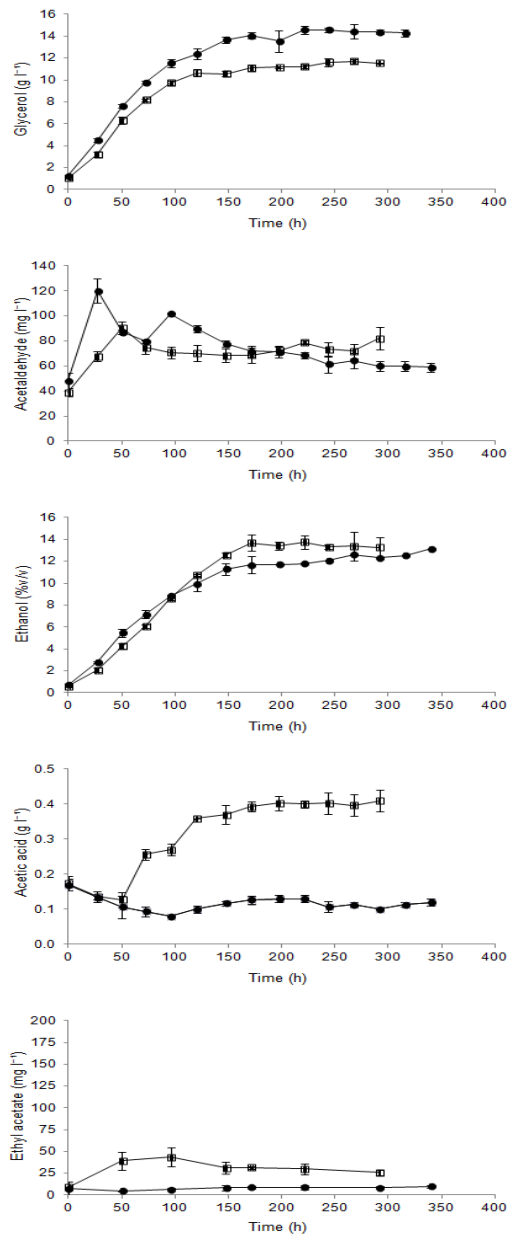 Glycerol (g l⁻¹)
16
14
12
10
8
6
4
2
0
0 50 100 150 200 250 300 350 400
Time (h)
Acetaldehyde (mg l⁻¹)
140
120
100
80
60
40
20
0
0 50 100 150 200 250 300 350 400
Time (h)
Ethanol (%v/v)
16
14
12
10
8
6
4
2
0
0 50 100 150 200 250 300 350 400
Time (h)
Acetic acid (g l⁻¹)
0.5
0.4
0.3
0.2
0.1
0.0
0 50 100 150 200 250 300 350 400
Time (h)
Ethyl acetate (mg l⁻¹)
200
175
150
125
100
75
50
25
0
0 50 100 150 200 250 300 350 400
Time (h)